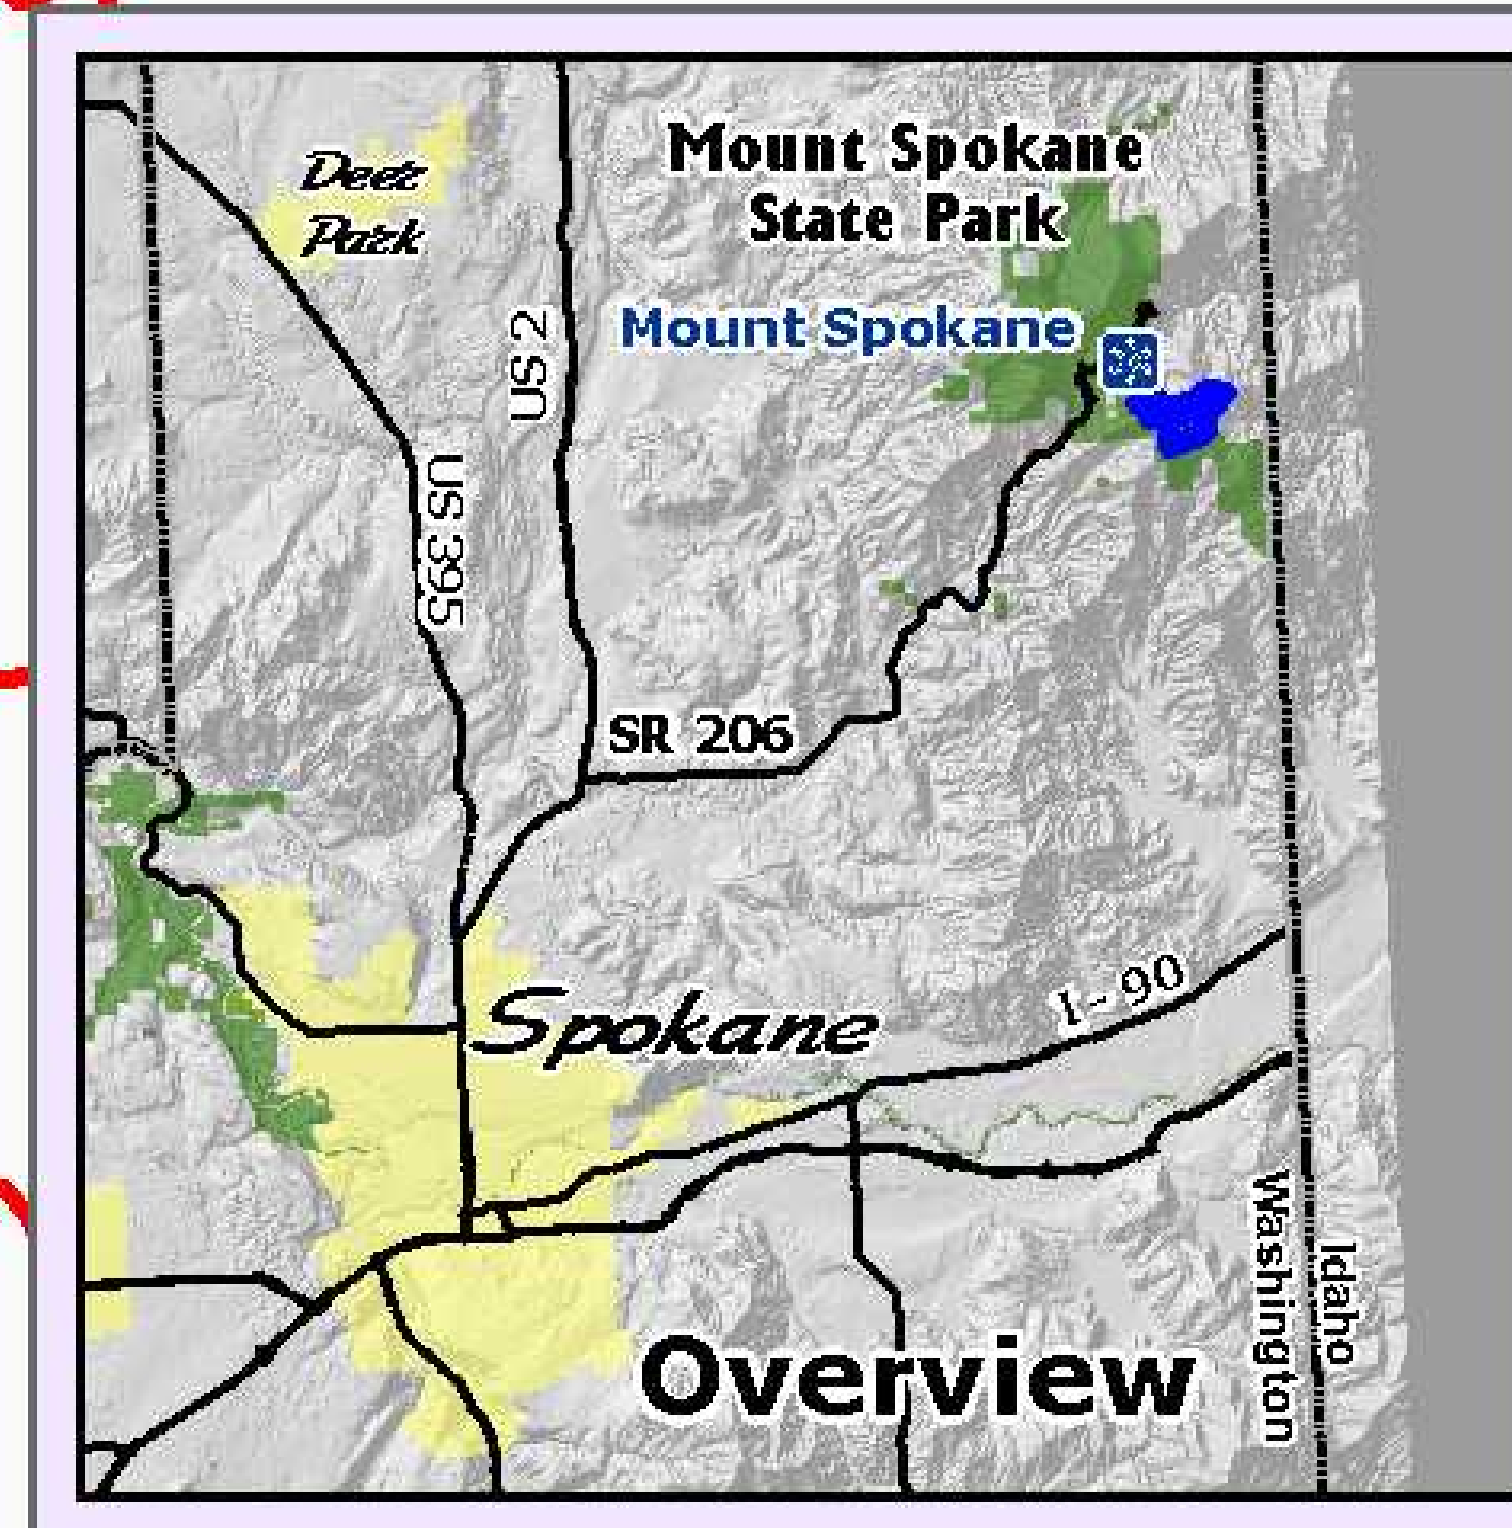 Deer
Park
Mount Spokane
State Park
Mount Spokane
US 2
US 395
SR 206
Spokane
I-90
Washington
Idaho
Overview